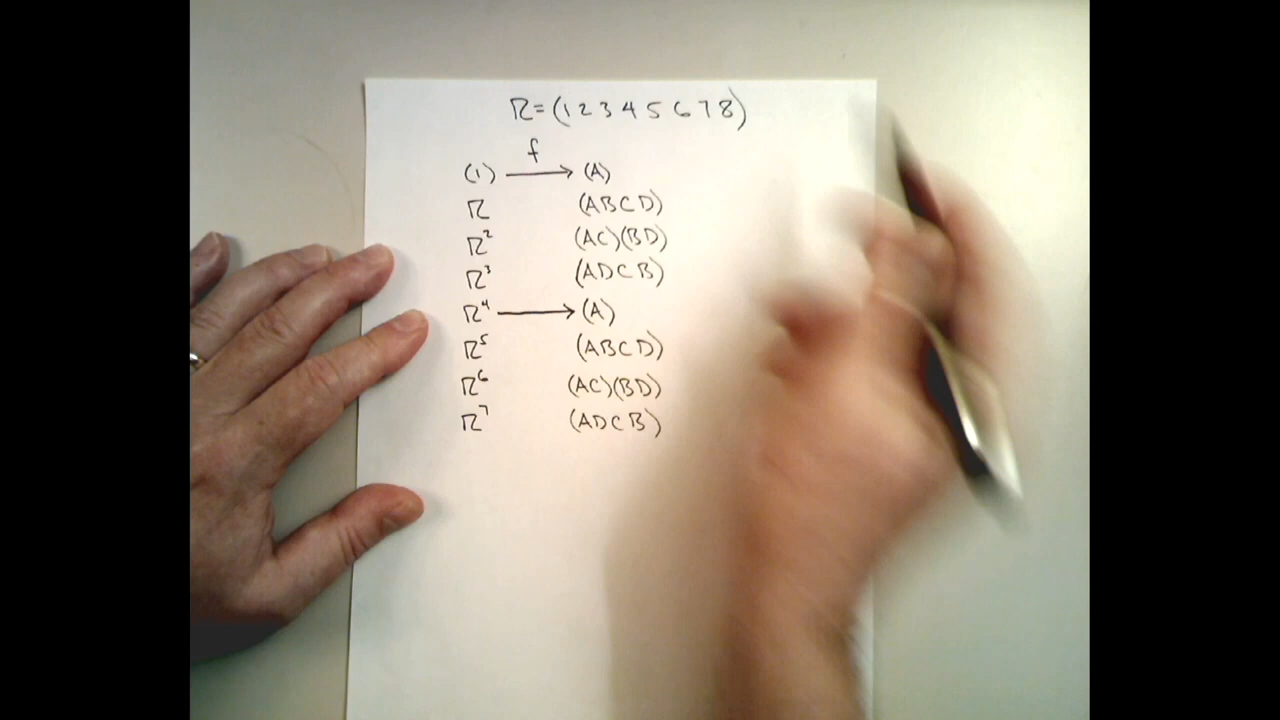 R=(1 2 3 4 5 6 7 8)
f
(1) → (A)
R (ABCD)
R² (AC)(BD)
R³ (ADCB)
R⁴ → (A)
R⁵ (ABCD)
R⁶ (AC)(BD)
R⁷ (ADCB)